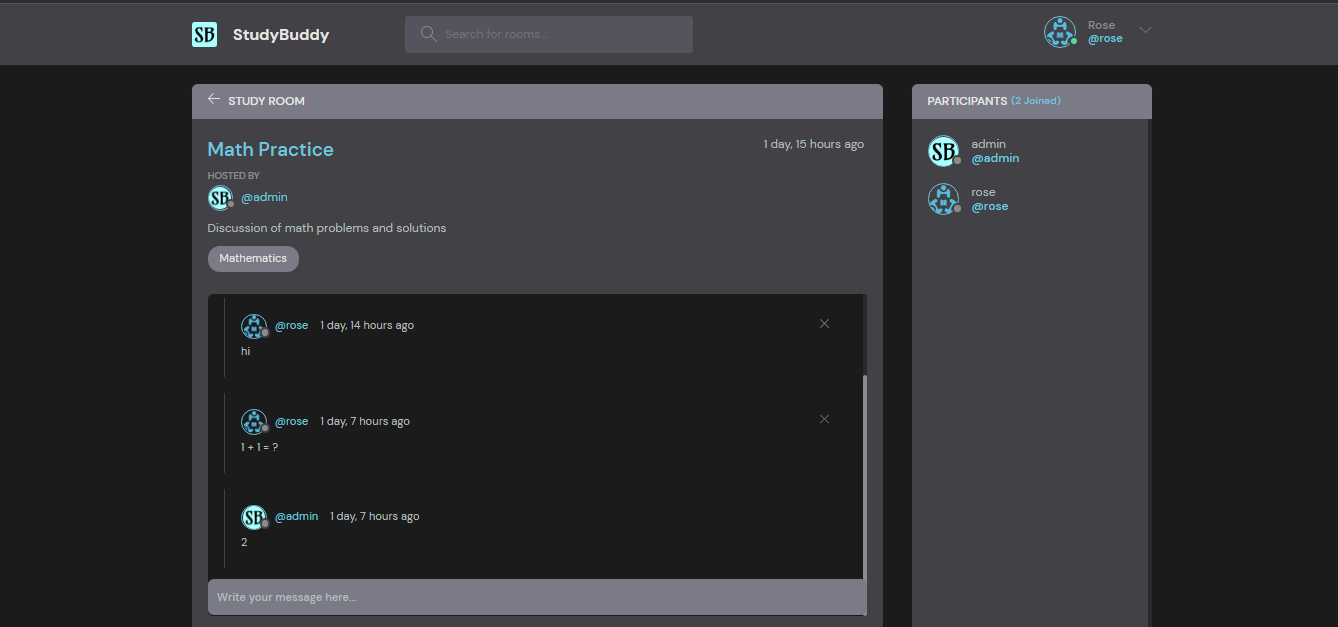 SB StudyBuddy Search for rooms... Rose
@rose
STUDY ROOM
Math Practice 1 day, 15 hours ago
HOSTED BY
SB @admin
Discussion of math problems and solutions
Mathematics
@rose 1 day, 14 hours ago
hi
@rose 1 day, 7 hours ago
1 + 1 = ?
SB @admin 1 day, 7 hours ago
2
Write your message here...
PARTICIPANTS (2 Joined)
SB admin
@admin
rose
@rose